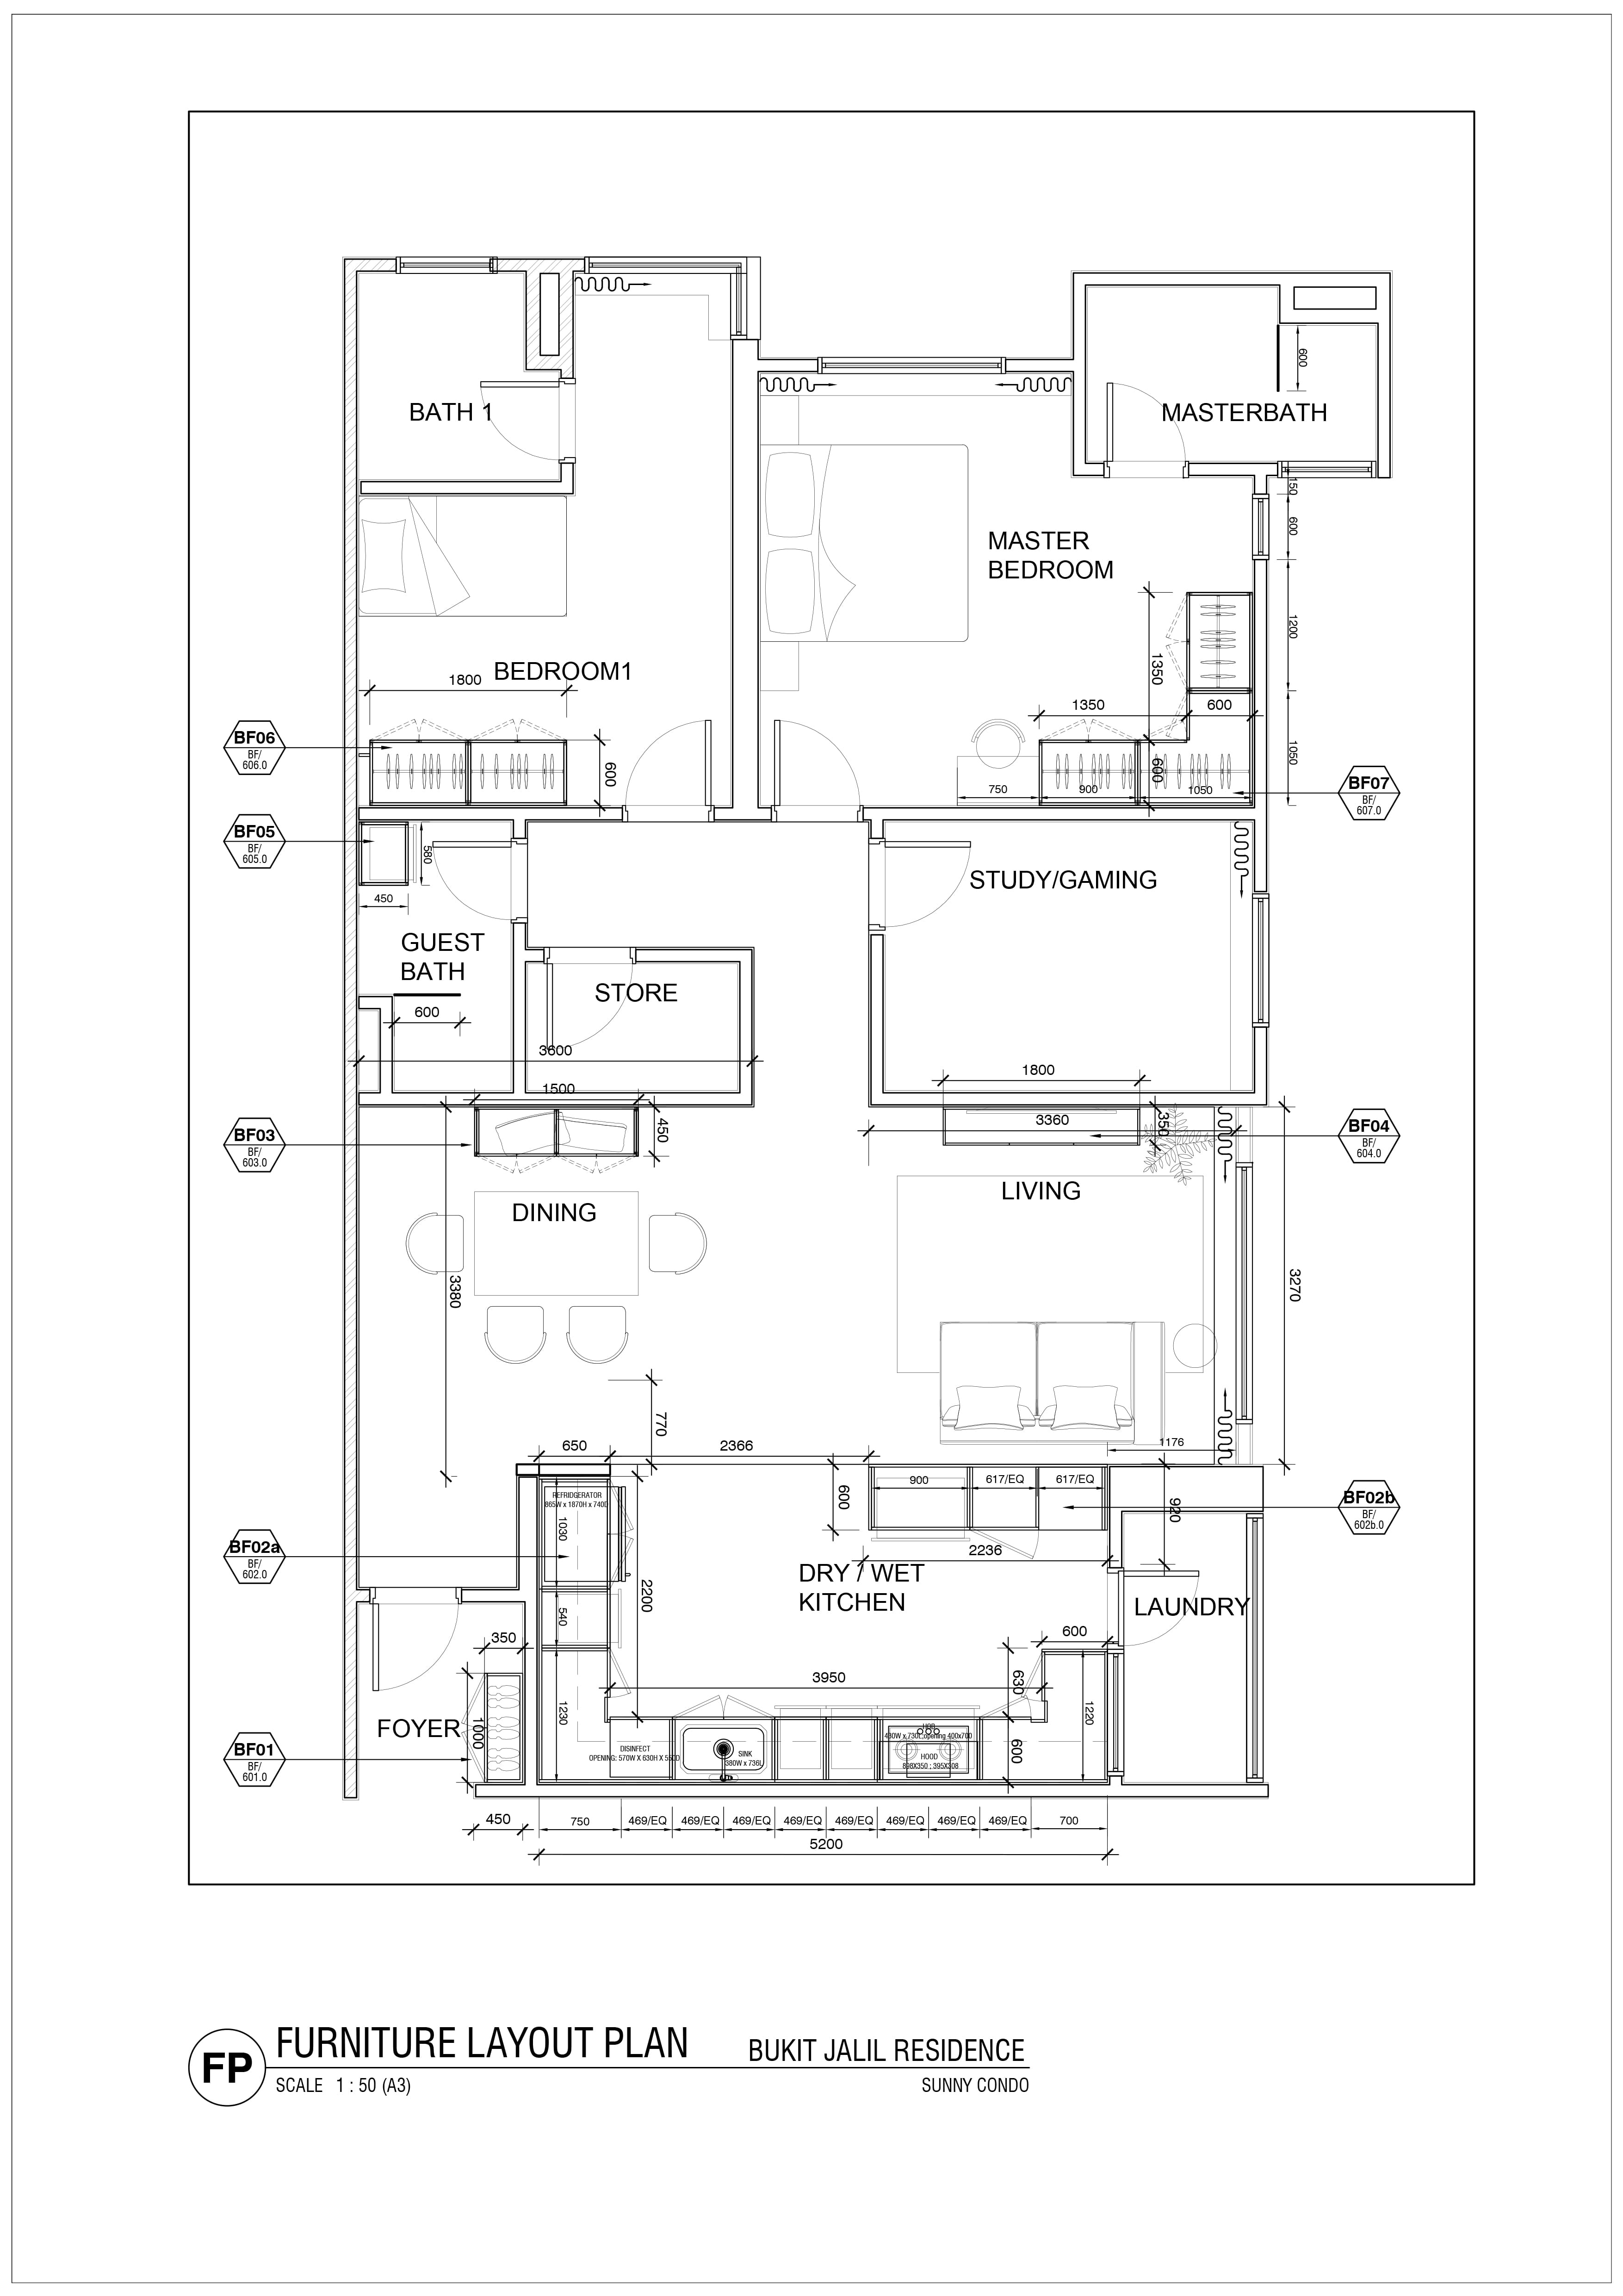 600
BATH 1
MASTERBATH
150
600
MASTER
BEDROOM
1200
1350
BEDROOM1
1800
1350
600
BF06
BF/
606.0
600
600
1050
750
900
1050
BF07
BF/
607.0
BF05
BF/
605.0
580
450
STUDY/GAMING
GUEST
BATH
STORE
600
3600
1800
1500
BF03
BF/
603.0
450
3360
350
BF04
BF/
604.0
LIVING
DINING
3380
3270
770
650
2366
1176
REFRIDGERATOR
865W x 1870H x 740D
1030
900
617/EQ
617/EQ
600
920
BF02b
BF/
602b.0
BF02a
BF/
602.0
2236
DRY / WET
KITCHEN
2200
540
LAUNDRY
350
600
3950
630
1230
1220
FOYER
1000
BF01
BF/
601.0
DISINFECT
OPENING: 570W X 630H X 550D
SINK
380W x 736L
HOB
430W x 730L ;opening 400x700
HOOD
898X350 ; 395X308
600
450
750
469/EQ
469/EQ
469/EQ
469/EQ
469/EQ
469/EQ
469/EQ
469/EQ
700
5200
FP
FURNITURE LAYOUT PLAN
BUKIT JALIL RESIDENCE
SCALE 1 : 50 (A3)
SUNNY CONDO